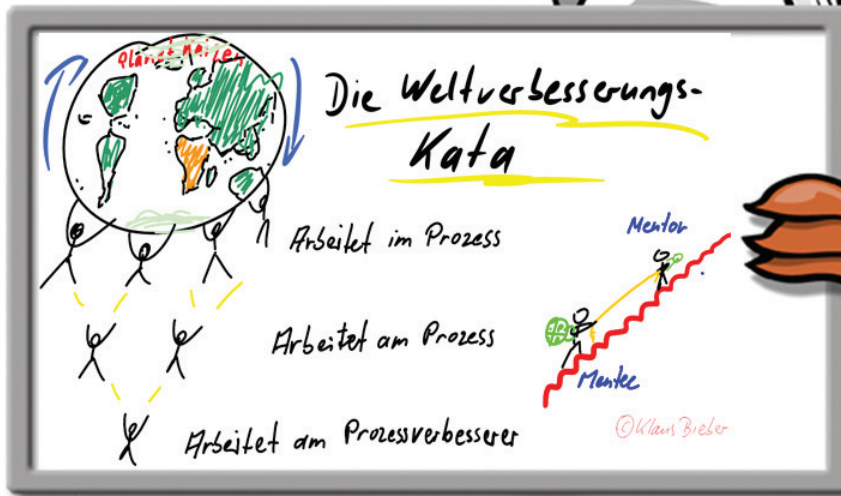 Planet Kaizen
Die Weltverbesserungs-
Kata
Arbeitet im Prozess
Mentor
Arbeitet am Prozess
Mentee
Arbeitet am Prozessverbesserer
©Klaus Bieber